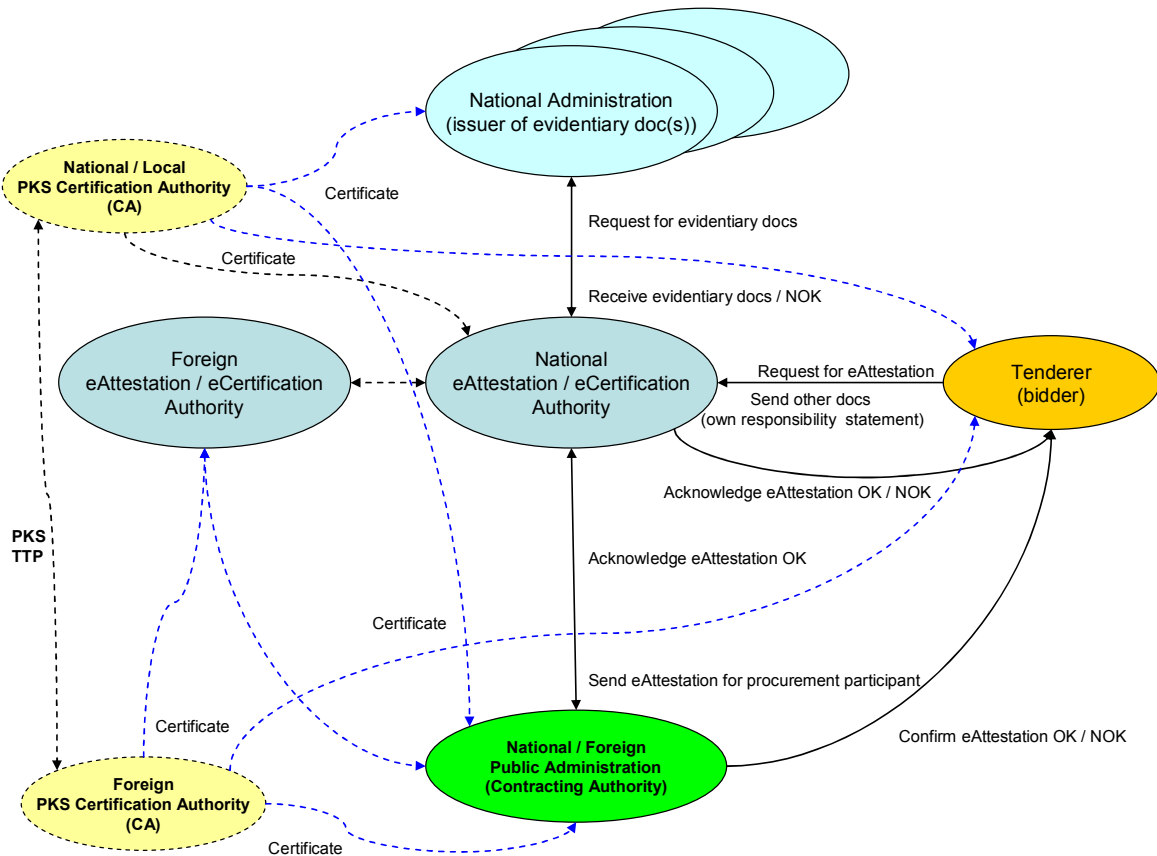 National Administration
(issuer of evidentiary doc(s))
National / Local
PKS Certification Authority
(CA)
Certificate
Request for evidentiary docs
Certificate
Receive evidentiary docs / NOK
Foreign
eAttestation / eCertification
Authority
National
eAttestation / eCertification
Authority
Request for eAttestation
Send other docs
(own responsibility statement)
Tenderer
(bidder)
Acknowledge eAttestation OK / NOK
PKS
TTP
Acknowledge eAttestation OK
Certificate
Send eAttestation for procurement participant
Certificate
National / Foreign
Public Administration
(Contracting Authority)
Confirm eAttestation OK / NOK
Foreign
PKS Certification Authority
(CA)
Certificate